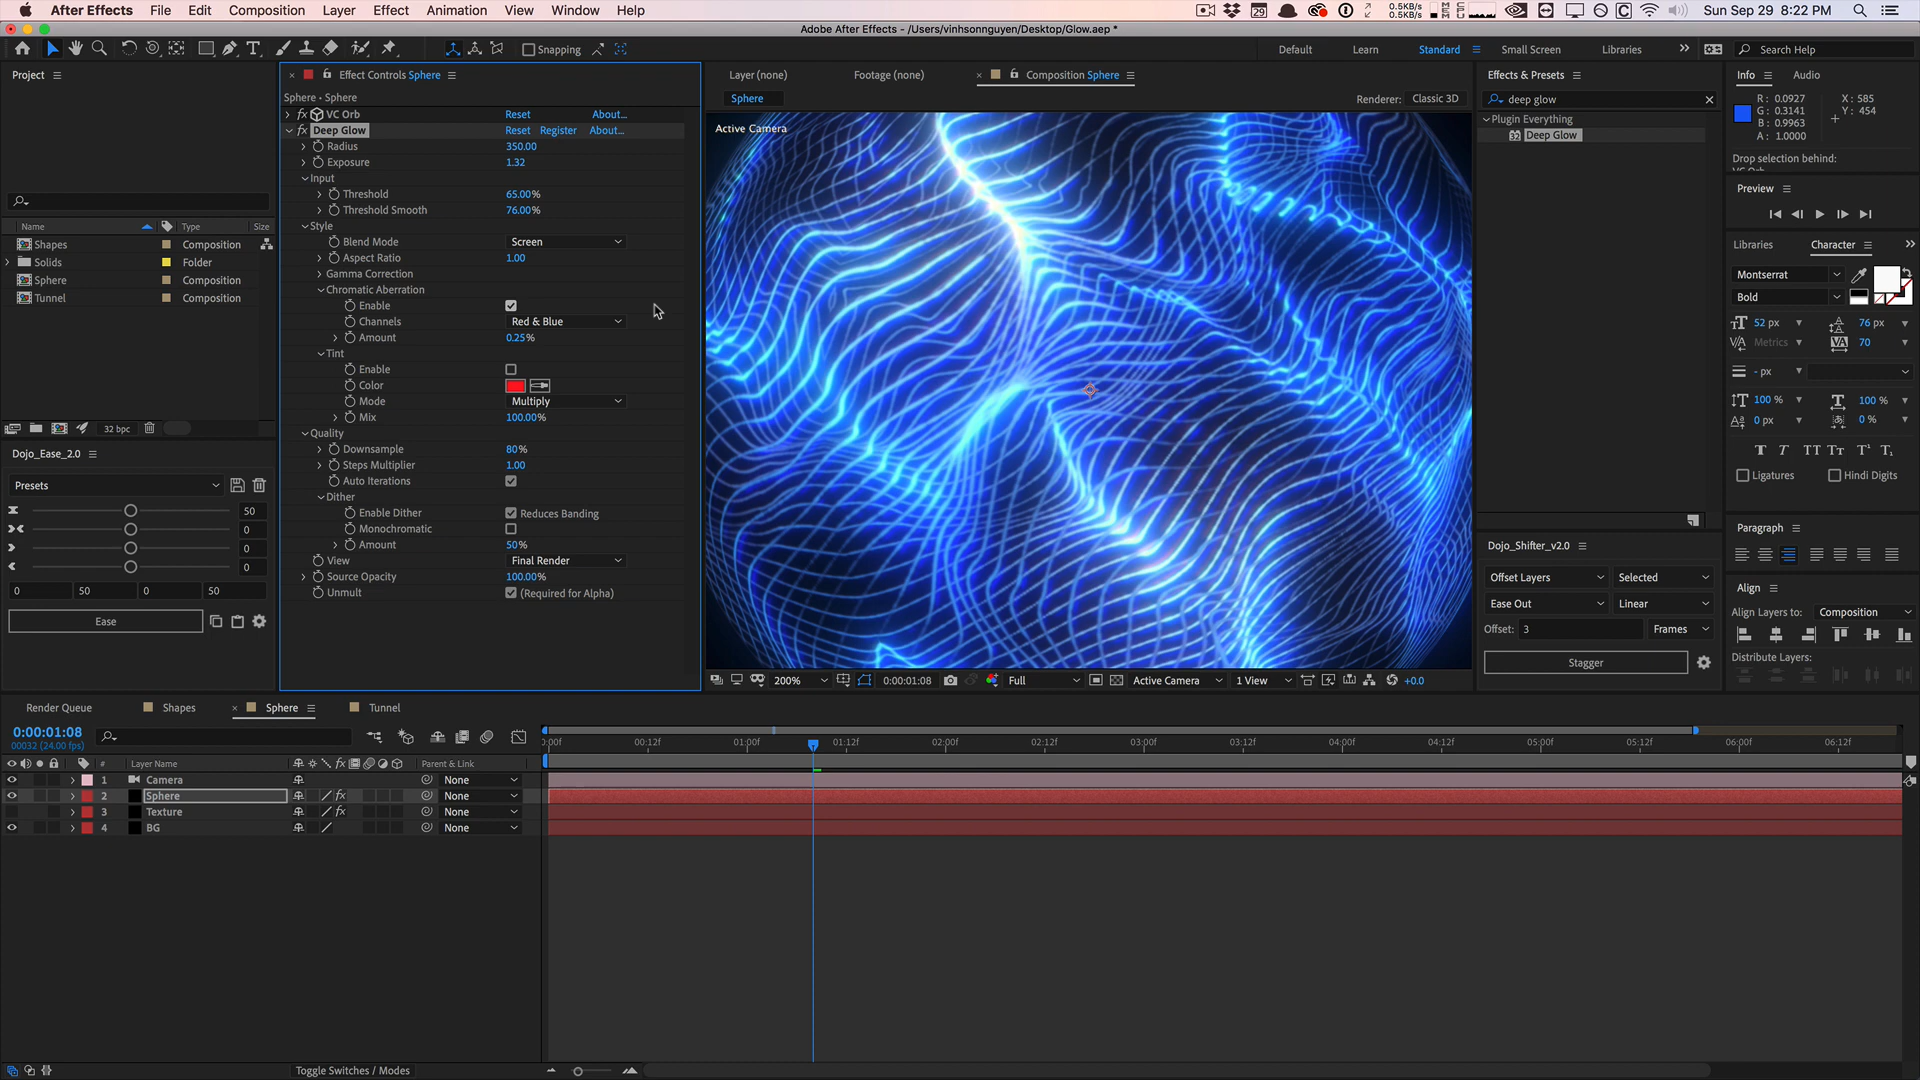 After Effects File Edit Composition Layer Effect Animation View Window Help
29 0.5KB/s 0.5KB/s Sun Sep 29 8:22 PM
Adobe After Effects - /Users/vinhsonnguyen/Desktop/Glow.aep *
Snapping Default Learn Standard Small Screen Libraries Search Help
Project
Name Type Size
Shapes Composition
Solids Folder
Sphere Composition
Tunnel Composition
32 bpc
Dojo_Ease_2.0
Presets
50
0
0
0
0 50 0 50
Ease
Effect Controls Sphere
Sphere • Sphere
VC Orb Reset About...
Deep Glow Reset Register About...
Radius 350.00
Exposure 1.32
Input
Threshold 65.00%
Threshold Smooth 76.00%
Style
Blend Mode Screen
Aspect Ratio 1.00
Gamma Correction
Chromatic Aberration
Enable
Channels Red & Blue
Amount 0.25%
Tint
Enable
Color
Mode Multiply
Mix 100.00%
Quality
Downsample 80%
Steps Multiplier 1.00
Auto Iterations
Dither
Enable Dither Reduces Banding
Monochromatic
Amount 50%
View Final Render
Source Opacity 100.00%
Unmult (Required for Alpha)
Layer (none) Footage (none) Composition Sphere
Sphere Renderer: Classic 3D
Active Camera
200% 0:00:01:08 Full Active Camera 1 View +0.0
Effects & Presets
deep glow
Plugin Everything
32 Deep Glow
Dojo_Shifter_v2.0
Offset Layers Selected
Ease Out Linear
Offset: 3 Frames
Stagger
Info Audio
R: 0.0927 X: 585
G: 0.3141 Y: 454
B: 0.9963
A: 1.0000
Drop selection behind:
Preview
Libraries Character
Montserrat
Bold
52 px 76 px
Metrics 70
- px
100 % 100 %
0 px 0 %
Ligatures Hindi Digits
Paragraph
Align
Align Layers to: Composition
Distribute Layers:
Render Queue Shapes Sphere Tunnel
0:00:01:08
00032 (24.00 fps)
00:12f 01:00f 01:12f 02:00f 02:12f 03:00f 03:12f 04:00f 04:12f 05:00f 05:12f 06:00f 06:12f
# Layer Name Parent & Link
1 Camera None
2 Sphere None
3 Texture None
4 BG None
Toggle Switches / Modes